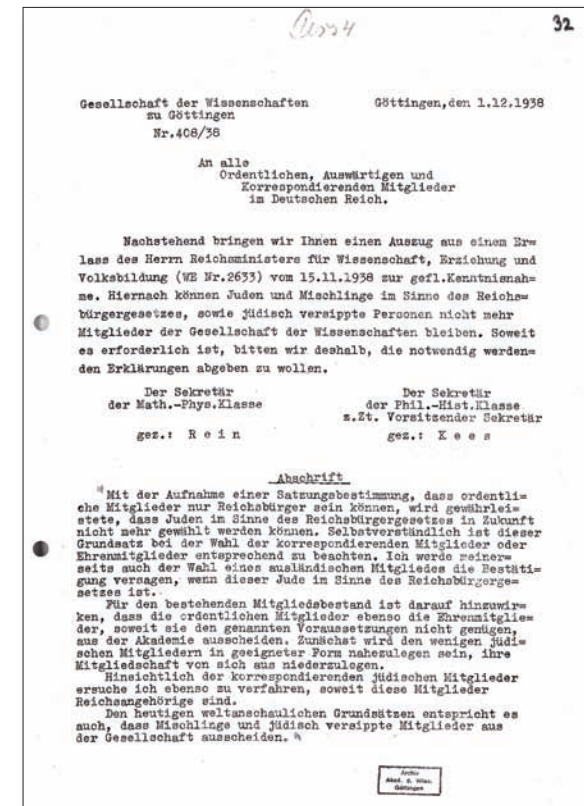 32
Gesellschaft der Wissenschaften
zu Göttingen
Göttingen,den 1.12.1938
Nr.408/38
An alle
Ordentlichen, Auswärtigen und
Korrespondierenden Mitglieder
im Deutschen Reich.
Nachstehend bringen wir Ihnen einen Auszug aus einem Er=
lass des Herrn Reichsministers für Wissenschaft, Erziehung und
Volksbildung (WE Nr.2633) vom 15.11.1938 zur gefl.Kenntnisnah=
me. Hiernach können Juden und Mischlinge im Sinne des Reichs=
bürgergesetzes, sowie jüdisch versippte Personen nicht mehr
Mitglieder der Gesellschaft der Wissenschaften bleiben. Soweit
es erforderlich ist, bitten wir deshalb, die notwendig werden=
den Erklärungen abgeben zu wollen.
Der Sekretär
der Math.-Phys.Klasse
gez.: R e i n
Der Sekretär
der Phil.-Hist.Klasse
z.Zt. Vorsitzender Sekretär
gez.: K e e s
Abschrift
"Mit der Aufnahme einer Satzungsbestimmung, dass ordentli=
che Mitglieder nur Reichsbürger sein können, wird gewährlei=
stete, dass Juden im Sinne des Reichsbürgergesetzes in Zukunft
nicht mehr gewählt werden können. Selbstverständlich ist dieser
Grundsatz bei der Wahl der korrespondierenden Mitglieder oder
Ehrenmitglieder entsprechend zu beachten. Ich werde meiner=
seits auch der Wahl eines ausländischen Mitgliedes die Bestäti=
gung versagen, wenn dieser Jude im Sinne des Reichsbürgerge=
setzes ist.
Für den bestehenden Mitgliedsbestand ist darauf hinzuwir=
ken, dass die ordentlichen Mitglieder ebenso die Ehrenmitglie=
der, soweit sie den genannten Voraussetzungen nicht genügen,
aus der Akademie ausscheiden. Zunächst wird den wenigen jüdi=
schen Mitgliedern in geeigneter Form nahezulegen sein, ihre
Mitgliedschaft von sich aus niederzulegen.
Hinsichtlich der korrespondierenden jüdischen Mitglieder
ersuche ich ebenso zu verfahren, soweit diese Mitglieder
Reichsangehörige sind.
Den heutigen weltanschaulichen Grundsätzen entspricht es
auch, dass Mischlinge und jüdisch versippte Mitglieder aus
der Gesellschaft ausscheiden."
Archiv
Akad. d. Wiss.
Göttingen